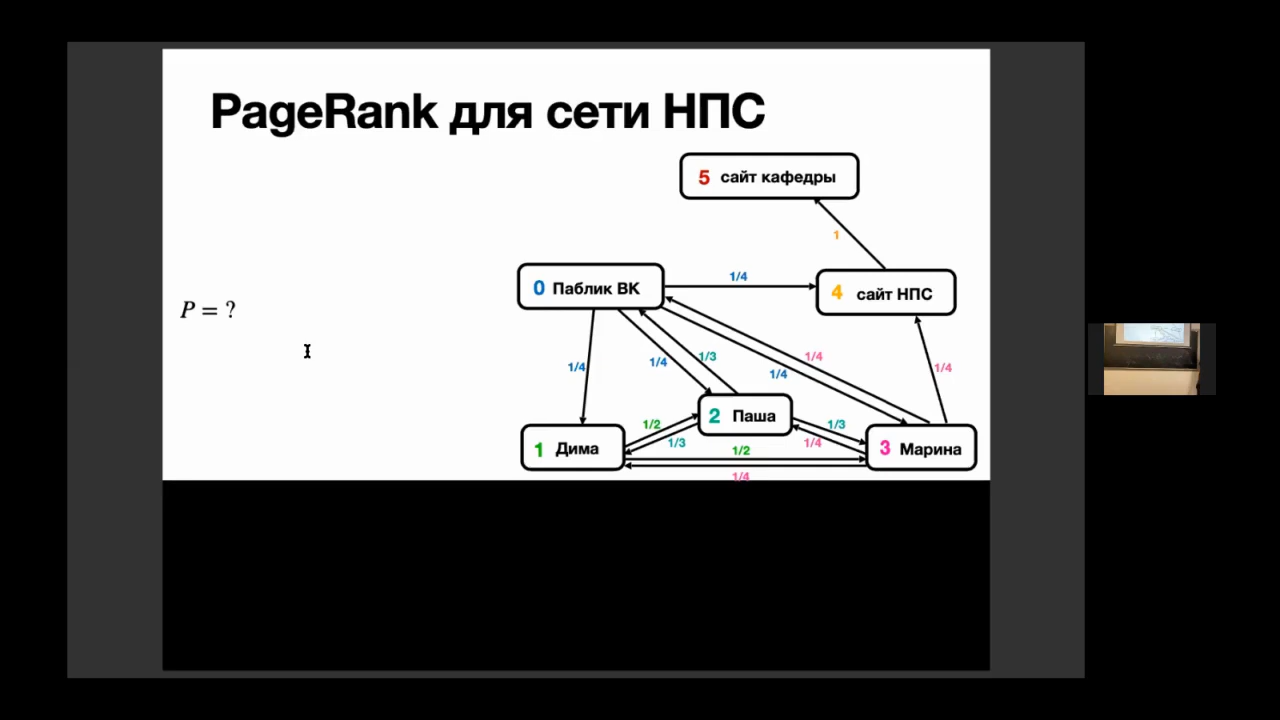 PageRank для сети НПС
5 сайт кафедры
1
0 Паблик ВК
1/4
4 сайт НПС
P = ?
1/4
1/4
1/3
1/4
1/4
1/4
1/2
2 Паша
1/3
1/3
1/4
1 Дима
1/2
3 Марина
1/4